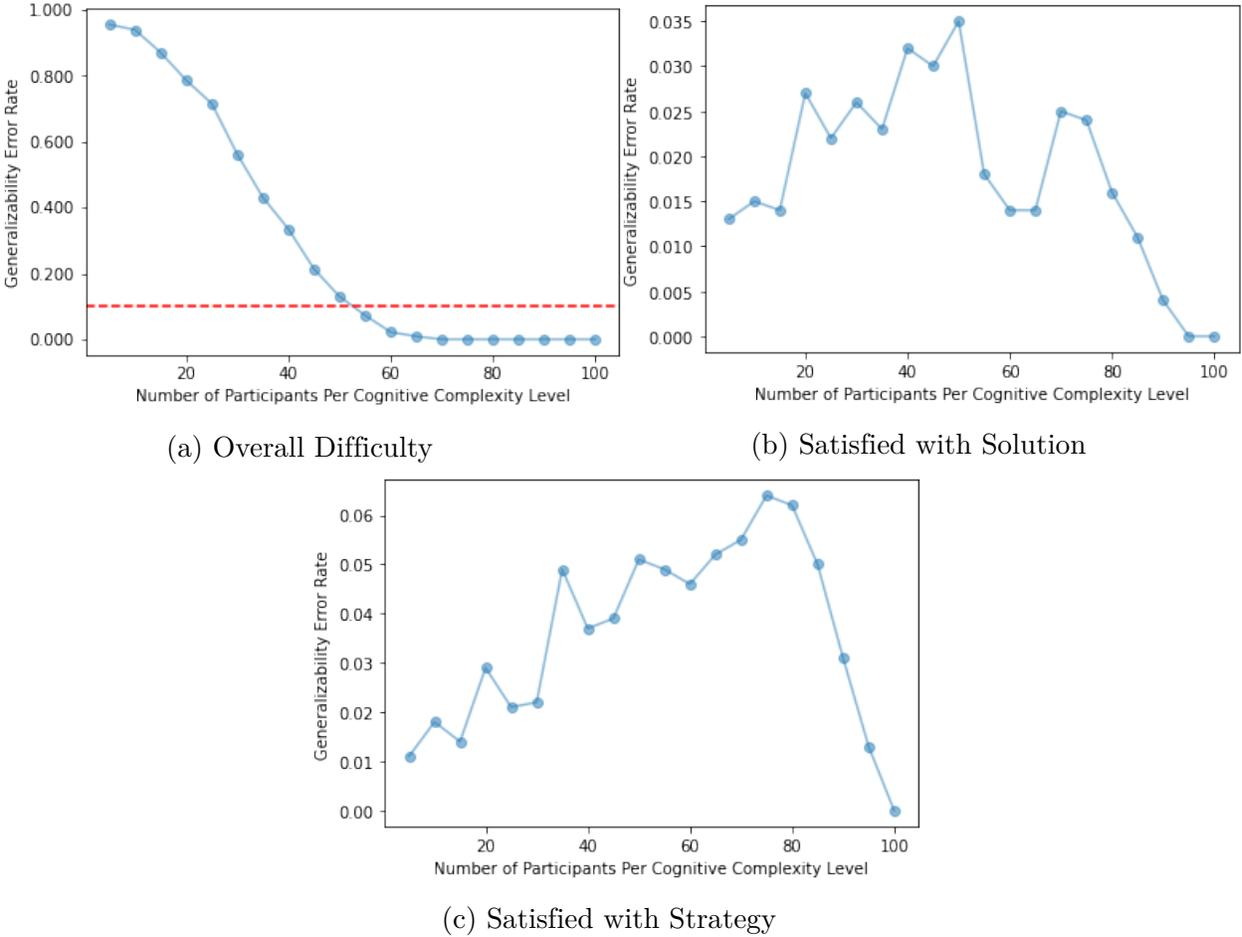 1.000
0.800
0.600
0.400
0.200
0.000
Generalizability Error Rate
20 40 60 80 100
Number of Participants Per Cognitive Complexity Level
(a) Overall Difficulty
0.035
0.030
0.025
0.020
0.015
0.010
0.005
0.000
Generalizability Error Rate
20 40 60 80 100
Number of Participants Per Cognitive Complexity Level
(b) Satisfied with Solution
0.06
0.05
0.04
0.03
0.02
0.01
0.00
Generalizability Error Rate
20 40 60 80 100
Number of Participants Per Cognitive Complexity Level
(c) Satisfied with Strategy